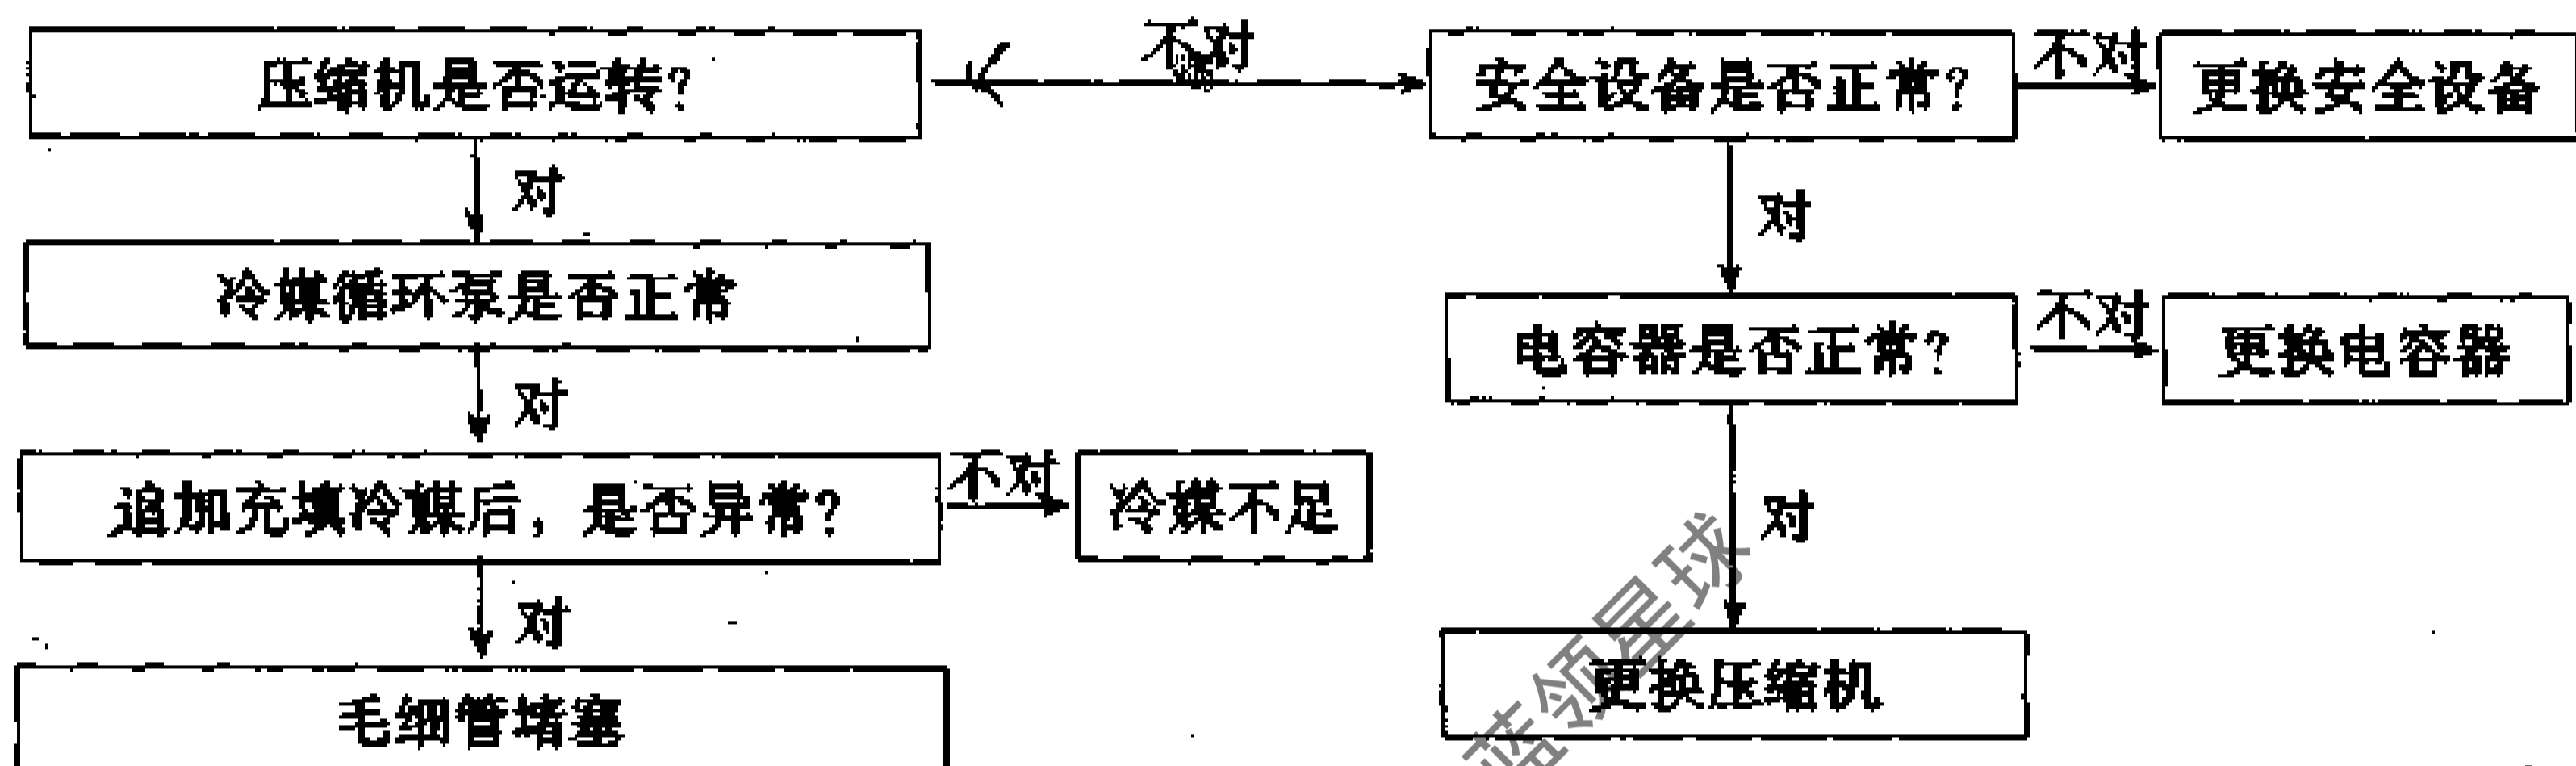 压缩机是否运转？
不对
安全设备是否正常？
不对
更换安全设备
对
对
冷媒循环泵是否正常
电容器是否正常？
不对
更换电容器
对
追加充填冷媒后，是否异常？
不对
冷媒不足
对
对
更换压缩机
毛细管堵塞
蓝领星球